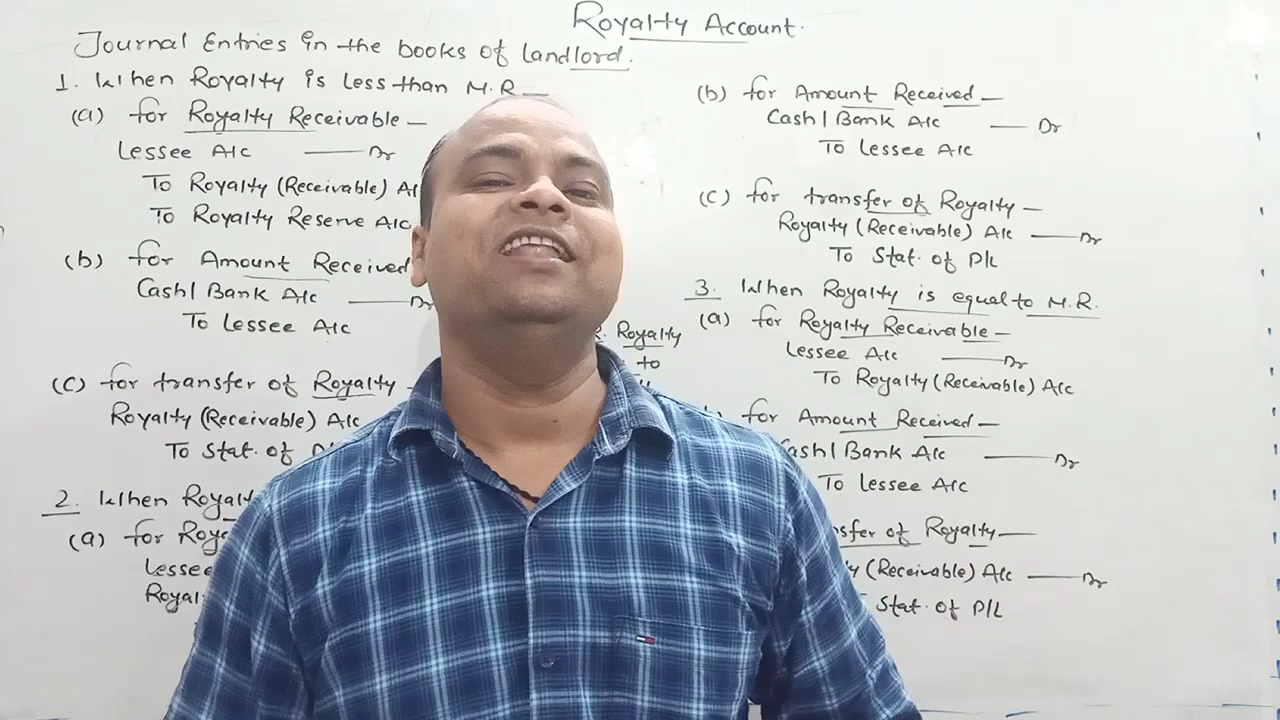 Royalty Account.
Journal Entries in the books of landlord.
1. When Royalty is less than M.R
(a) for Royalty Receivable —
Lessee A/c —— Dr
To Royalty (Receivable) A/
To Royalty Reserve A/c
(b) for Amount Received
Cash/ Bank A/c —— Dr
To Lessee A/c
(c) for transfer of Royalty -
Royalty (Receivable) A/c
To Stat. of
2. When Royal
(a) for Roya
Lessee
Royal
Royalty
to
(b) for Amount Received —
Cash/ Bank A/c —— Dr
To Lessee A/c
(c) for transfer of Royalty —
Royalty (Receivable) A/c —— Dr
To Stat. of P/L
3. When Royalty is equal to M.R.
(a) for Royalty Receivable —
Lessee A/c —— Dr
To Royalty (Receivable) A/c
for Amount Received —
ash/ Bank A/c —— Dr
To Lessee A/c
sfer of Royalty —
y (Receivable) A/c —— Dr
Stat. of P/L